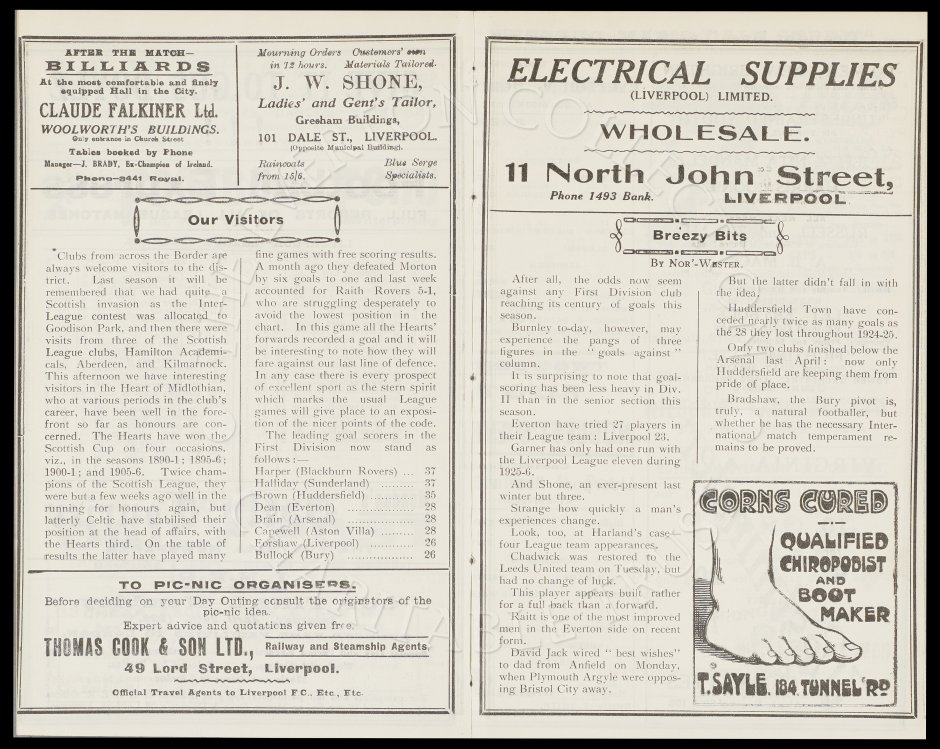 AFTER THE MATCH—
BILLIARDS
At the most comfortable and finely
equipped Hall in the City.
CLAUDE FALKINER Ltd.
WOOLWORTH'S BUILDINGS.
Only entrance in Church Street
Tables booked by Phone
Manager—J. BRADY, Ex-Champion of Ireland.
Phone—3441 Royal.
Mourning Orders Customers' own
in 12 hours. Materials Tailored.
J. W. SHONE,
Ladies' and Gent's Tailor,
Gresham Buildings,
101 DALE ST., LIVERPOOL.
(Opposite Municipal Building).
Raincoats Blue Serge
from 15/6. Specialists.
Our Visitors
Clubs from across the Border are
always welcome visitors to the dis-
trict. Last season it will be
remembered that we had quite a
Scottish invasion as the Inter-
League contest was allocated to
Goodison Park, and then there were
visits from three of the Scottish
League clubs, Hamilton Academi-
cals, Aberdeen, and Kilmarnock.
This afternoon we have interesting
visitors in the Heart of Midlothian,
who at various periods in the club's
career, have been well in the fore-
front so far as honours are con-
cerned. The Hearts have won the
Scottish Cup on four occasions,
viz., in the seasons 1890-1; 1895-6;
1900-1; and 1905-6. Twice cham-
pions of the Scottish League, they
were but a few weeks ago well in the
running for honours again, but
latterly Celtic have stabilised their
position at the head of affairs, with
the Hearts third. On the table of
results the latter have played many
fine games with free scoring results.
A month ago they defeated Morton
by six goals to one and last week
accounted for Raith Rovers 5-1,
who are struggling desperately to
avoid the lowest position in the
chart. In this game all the Hearts'
forwards recorded a goal and it will
be interesting to note how they will
fare against our last line of defence.
In any case there is every prospect
of excellent sport as the stern spirit
which marks the usual League
games will give place to an exposi-
tion of the nicer points of the code.
The leading goal scorers in the
First Division now stand as
follows:—
Harper (Blackburn Rovers) ... 37
Halliday (Sunderland) ......... 37
Brown (Huddersfield) .......... 35
Dean (Everton) ................ 28
Brain (Arsenal) ............... 28
Capewell (Aston Villa) ........ 28
Forshaw (Liverpool) ........... 26
Bullock (Bury) ................ 26
TO PIC-NIC ORGANISERS.
Before deciding on your Day Outing consult the originators of the
pic-nic idea.
Expert advice and quotations given free.
THOMAS COOK & SON LTD., Railway and Steamship Agents,
49 Lord Street, Liverpool.
Official Travel Agents to Liverpool F C., Etc., Etc.
ELECTRICAL SUPPLIES
(LIVERPOOL) LIMITED.
WHOLESALE.
11 North John Street,
Phone 1493 Bank. LIVERPOOL
Breezy Bits
By Nor'-Wester.
After all, the odds now seem
against any First Division club
reaching its century of goals this
season.
Burnley to-day, however, may
experience the pangs of three
figures in the "goals against"
column.
It is surprising to note that goal-
scoring has been less heavy in Div.
II than in the senior section this
season.
Everton have tried 27 players in
their League team: Liverpool 23.
Garner has only had one run with
the Liverpool League eleven during
1925-6.
And Shone, an ever-present last
winter but three.
Strange how quickly a man's
experiences change.
Look, too, at Harland's case—
four League team appearances.
Chadwick was restored to the
Leeds United team on Tuesday, but
had no change of luck.
This player appears built rather
for a full back than a forward.
Raitt is one of the most improved
men in the Everton side on recent
form.
David Jack wired "best wishes"
to dad from Anfield on Monday,
when Plymouth Argyle were oppos-
ing Bristol City away.
But the latter didn't fall in with
the idea.
Huddersfield Town have con-
ceded nearly twice as many goals as
the 28 they lost throughout 1924-25.
Only two clubs finished below the
Arsenal last April: now only
Huddersfield are keeping them from
pride of place.
Bradshaw, the Bury pivot is,
truly, a natural footballer, but
whether he has the necessary Inter-
national match temperament re-
mains to be proved.
CORNS CURED
QUALIFIED
CHIROPODIST
AND
BOOT
MAKER
T. SAYLE. 184 TUNNEL RD